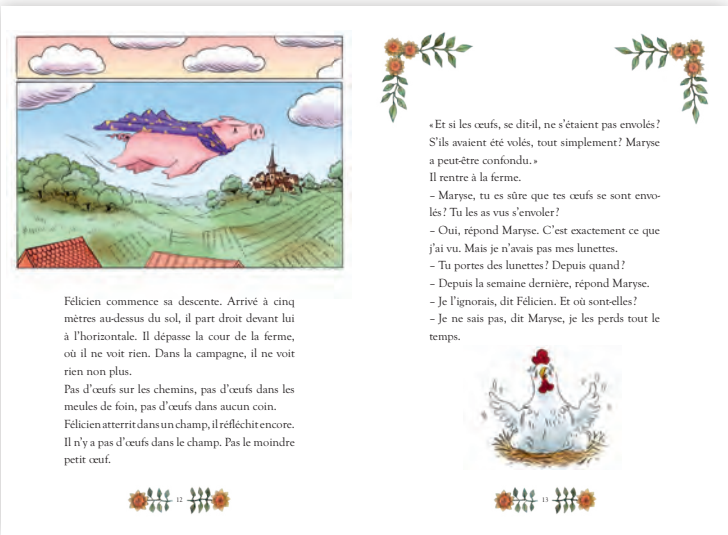 Félicien commence sa descente. Arrivé à cinq
mètres au-dessus du sol, il part droit devant lui
à l'horizontale. Il dépasse la cour de la ferme,
où il ne voit rien. Dans la campagne, il ne voit
rien non plus.
Pas d'œufs sur les chemins, pas d'œufs dans les
meules de foin, pas d'œufs dans aucun coin.
Félicien atterrit dans un champ, il réfléchit encore.
Il n'y a pas d'œufs dans le champ. Pas le moindre
petit œuf.
12
« Et si les œufs, se dit-il, ne s'étaient pas envolés ?
S'ils avaient été volés, tout simplement ? Maryse
a peut-être confondu. »
Il rentre à la ferme.
– Maryse, tu es sûre que tes œufs se sont envo-
lés ? Tu les as vus s'envoler ?
– Oui, répond Maryse. C'est exactement ce que
j'ai vu. Mais je n'avais pas mes lunettes.
– Tu portes des lunettes ? Depuis quand ?
– Depuis la semaine dernière, répond Maryse.
– Je l'ignorais, dit Félicien. Et où sont-elles ?
– Je ne sais pas, dit Maryse, je les perds tout le
temps.
13